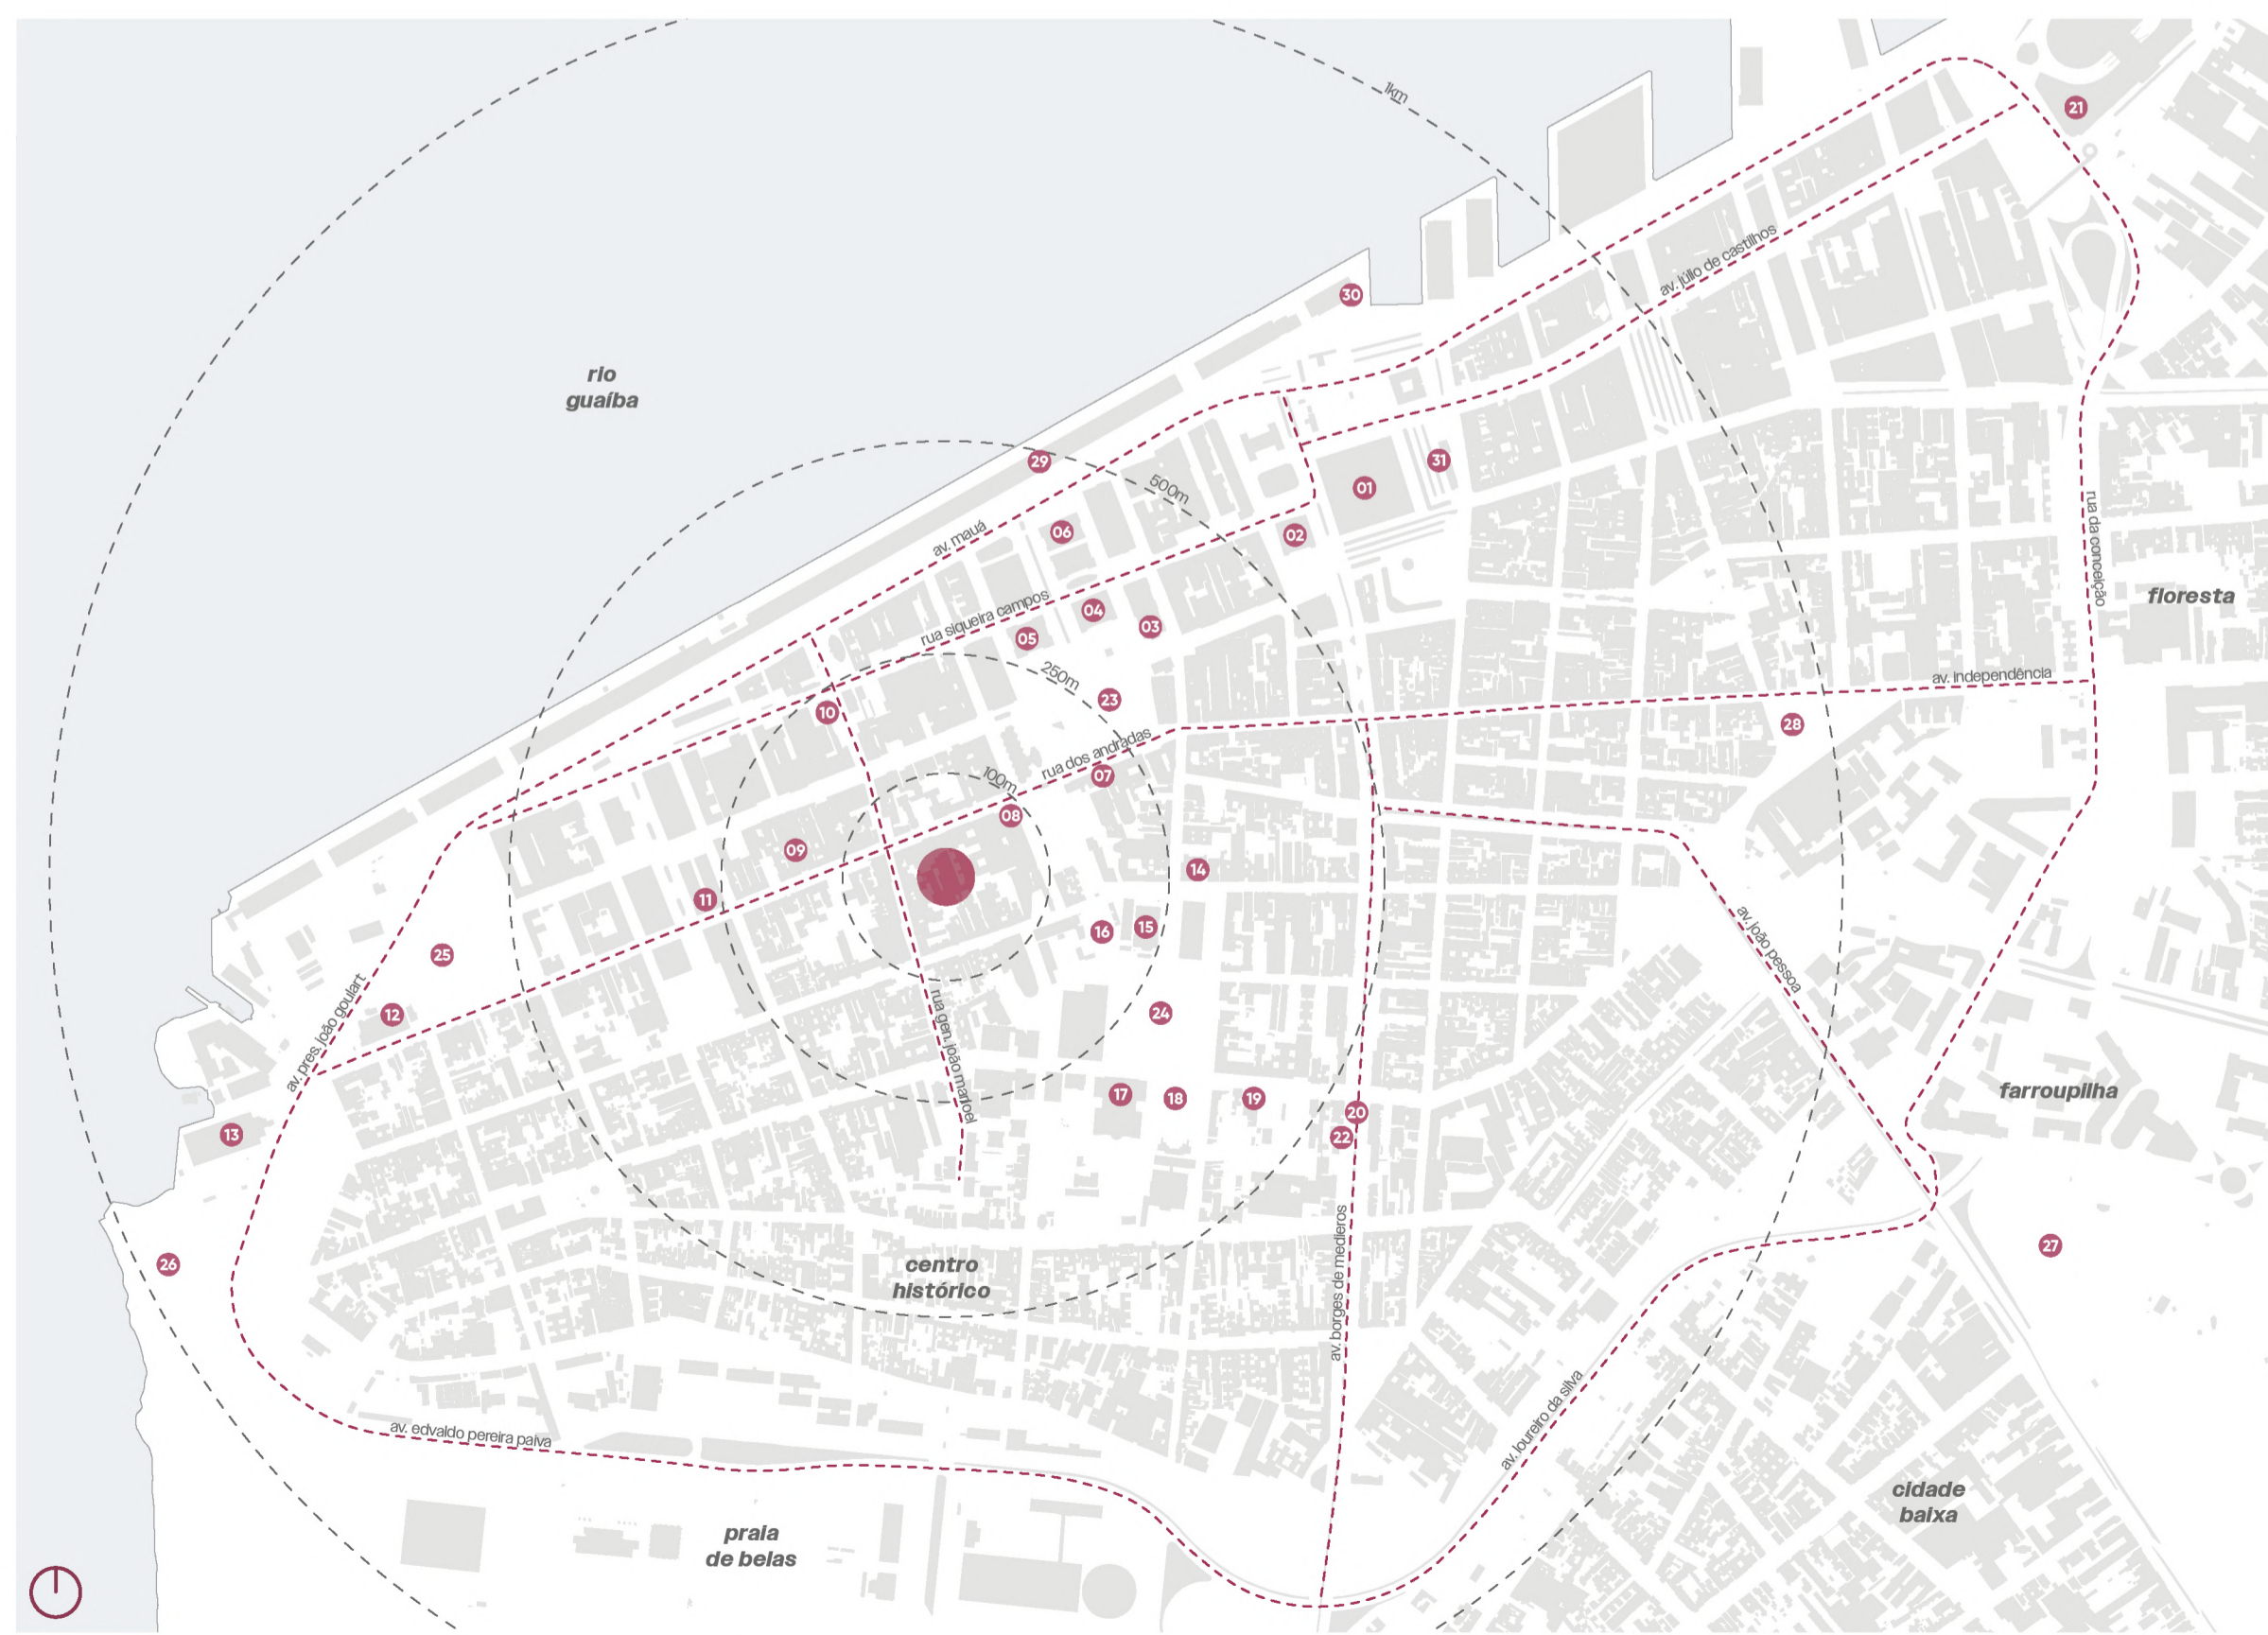 1km
21
av. júlio de castilhos
30
rio
guaíba
29
500m
31
01
06
02
av. mauá
rua da conceição
floresta
rua siqueira campos
04
03
05
250m
23
av. independência
10
28
rua dos andradas
07
100m
08
09
14
11
16
15
av. joão pessoa
25
12
24
av. pres. joão goulart
rua gen. joão manoel
17
18
19
20
22
farroupilha
13
26
27
centro
histórico
av. borges de medieros
av. loureiro da silva
av. edvaldo pereira paiva
cidade
baixa
praia
de belas